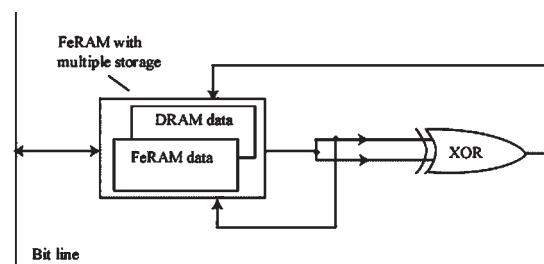 FeRAM with
multiple storage
DRAM data
FeRAM data
XOR
Bit line